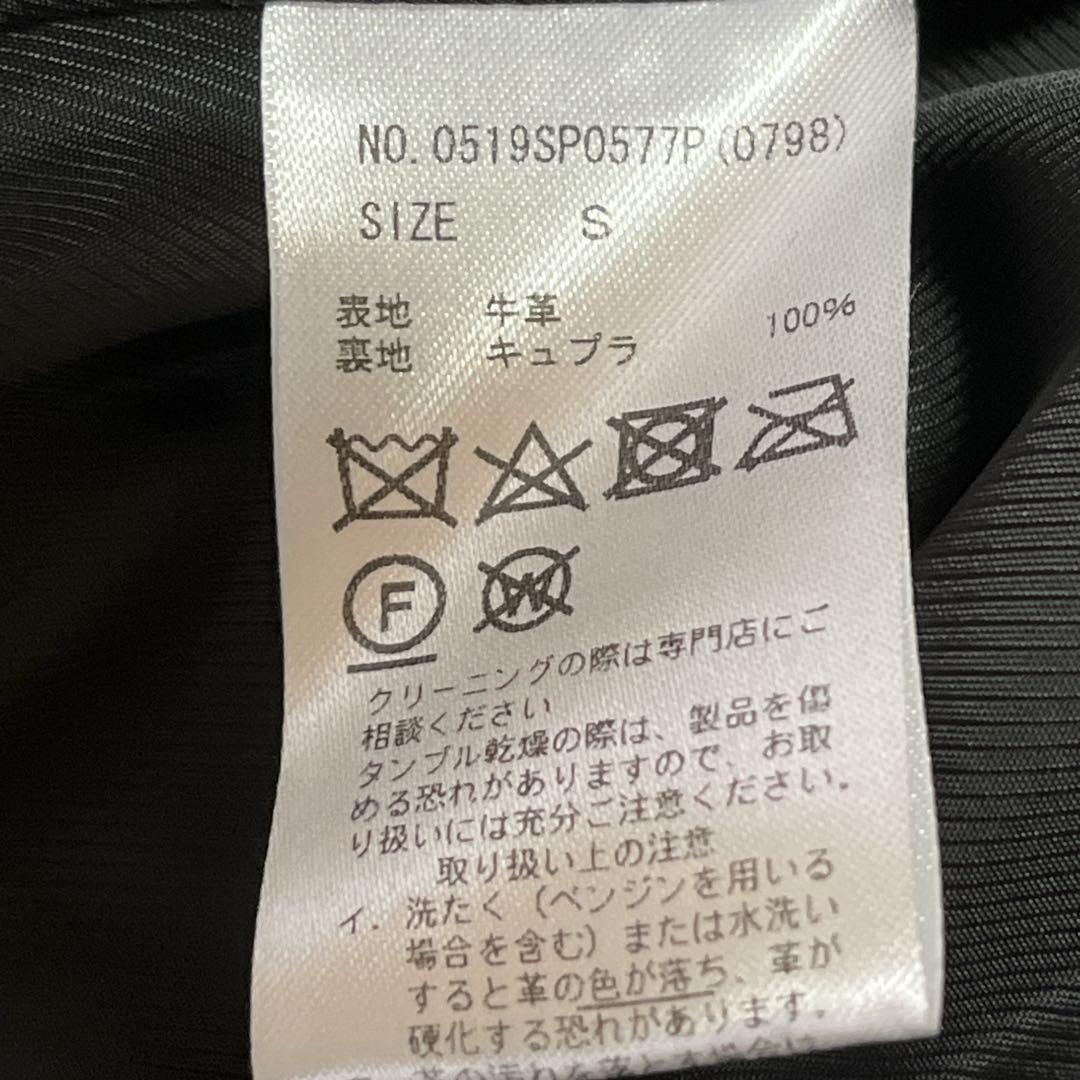 NO. 0519SP0577P(0798)
SIZE S
表地 牛革
裏地 キュプラ 100%
F
W
クリーニングの際は専門店にご
相談ください
タンブル乾燥の際は、製品を傷
める恐れがありますので、お取
り扱いには充分ご注意ください。
取り扱い上の注意
イ. 洗たく(ベンジンを用いる
場合を含む)または水洗い
すると革の色が落ち、革が
硬化する恐れがあります。